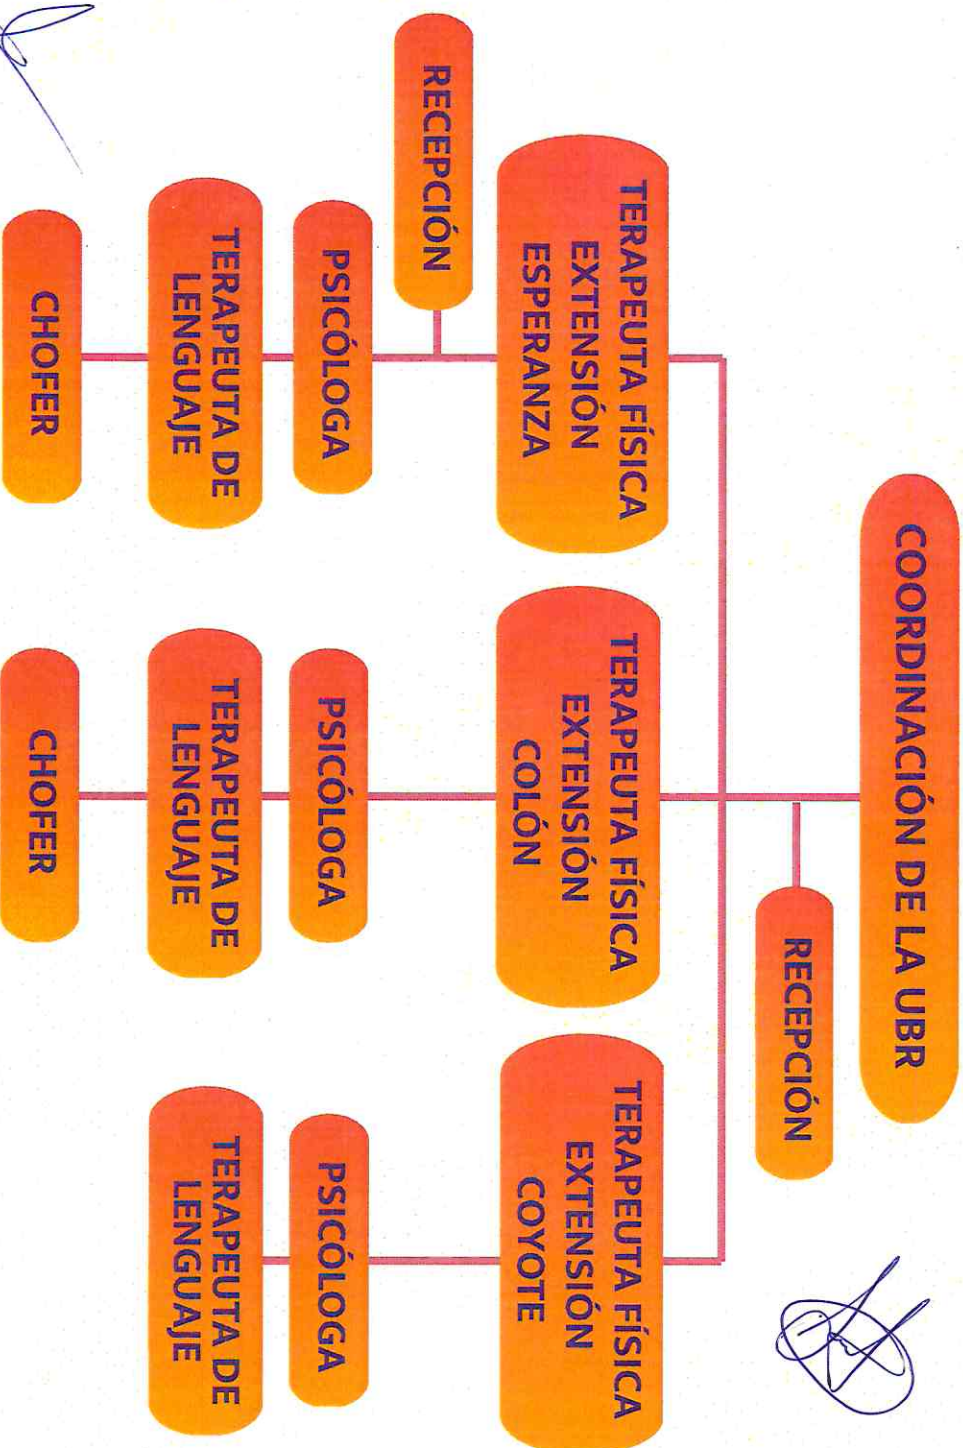 COORDINACIÓN DE LA UBR
RECEPCIÓN
TERAPEUTA FÍSICA
EXTENSIÓN
ESPERANZA
RECEPCIÓN
PSICÓLOGA
TERAPEUTA DE
LENGUAJE
CHOFER
TERAPEUTA FÍSICA
EXTENSIÓN
COLÓN
PSICÓLOGA
TERAPEUTA DE
LENGUAJE
CHOFER
TERAPEUTA FÍSICA
EXTENSIÓN
COYOTE
PSICÓLOGA
TERAPEUTA DE
LENGUAJE